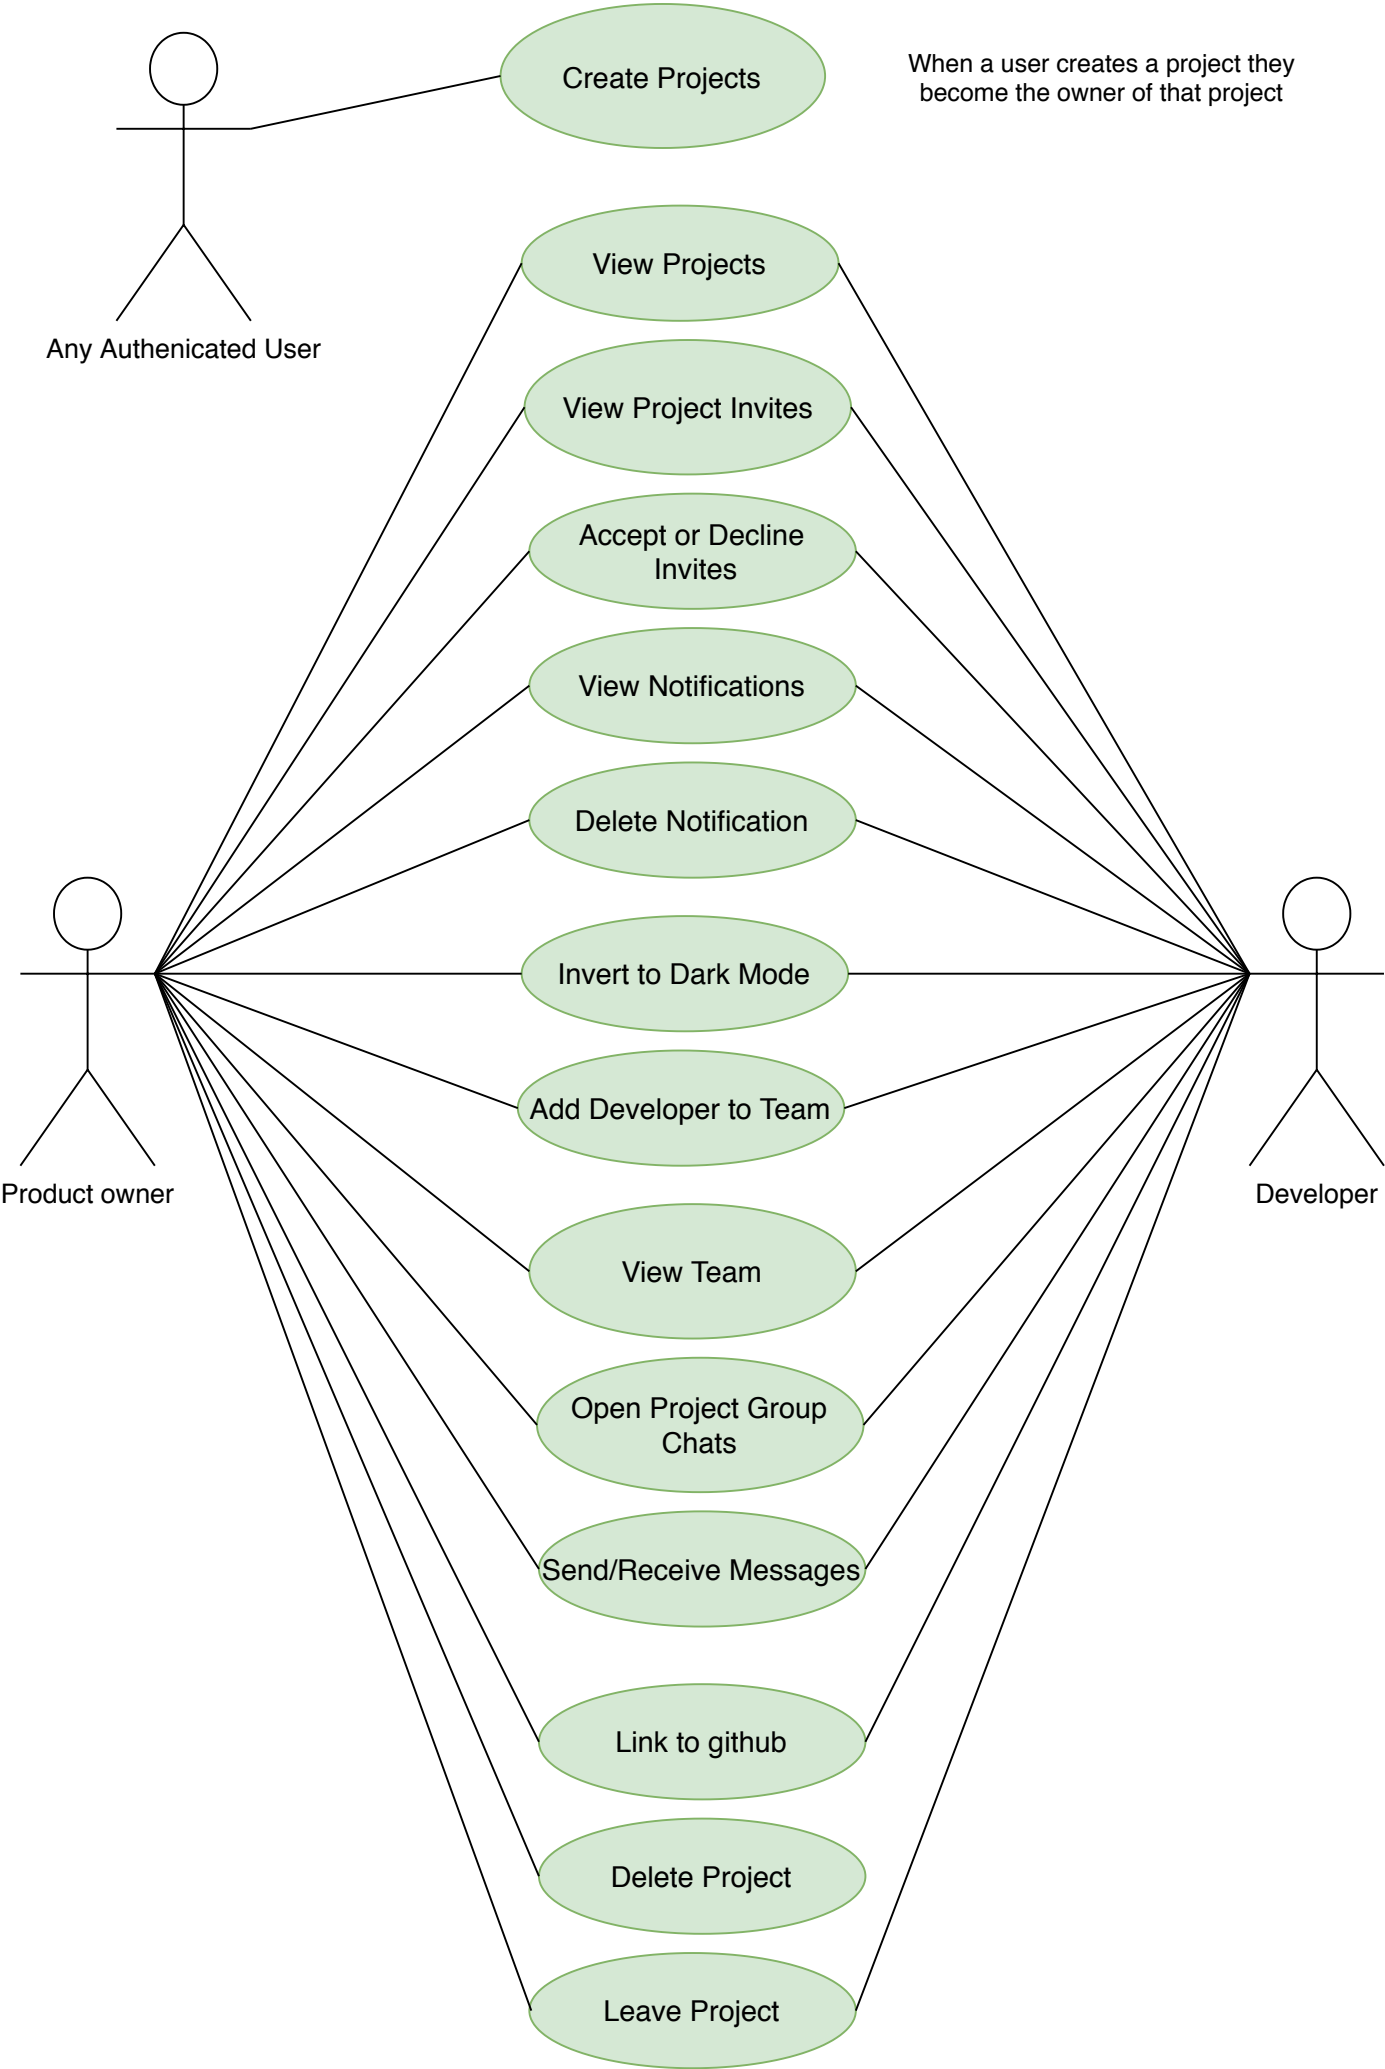 Create Projects
When a user creates a project they
become the owner of that project
View Projects
Any Authenicated User
View Project Invites
Accept or Decline
Invites
View Notifications
Delete Notification
Invert to Dark Mode
Add Developer to Team
Product owner
Developer
View Team
Open Project Group
Chats
Send/Receive Messages
Link to github
Delete Project
Leave Project